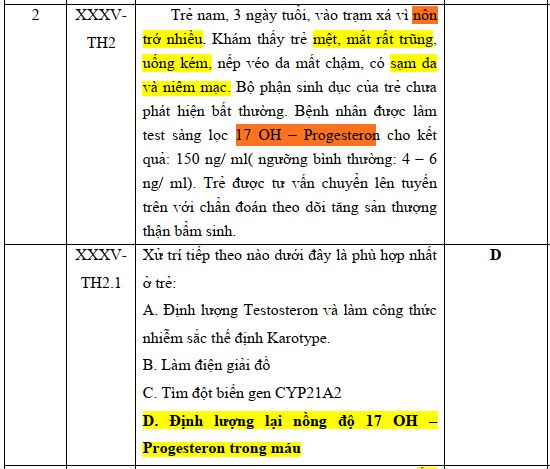 2
XXXV-
TH2
Trẻ nam, 3 ngày tuổi, vào trạm xá vì nôn
trớ nhiều. Khám thấy trẻ mệt, mắt rất trũng,
uống kém, nếp véo da mất chậm, có sạm da
và niêm mạc. Bộ phận sinh dục của trẻ chưa
phát hiện bất thường. Bệnh nhân được làm
test sàng lọc 17 OH – Progesteron cho kết
quả: 150 ng/ ml( ngưỡng bình thường: 4 – 6
ng/ ml). Trẻ được tư vấn chuyển lên tuyến
trên với chẩn đoán theo dõi tăng sản thượng
thận bẩm sinh.
XXXV-
TH2.1
Xử trí tiếp theo nào dưới đây là phù hợp nhất
ở trẻ:
A. Định lượng Testosteron và làm công thức
nhiễm sắc thể định Karotype.
B. Làm điện giải đồ
C. Tìm đột biến gen CYP21A2
D. Định lượng lại nồng độ 17 OH –
Progesteron trong máu
D